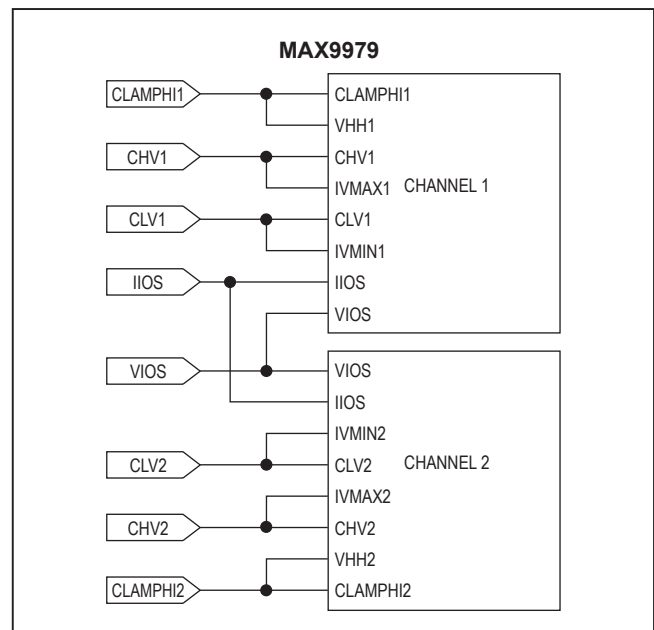 MAX9979
CLAMPHI1
CLAMPHI1
VHH1
CHV1
CHV1
IVMAX1
CHANNEL 1
CLV1
CLV1
IVMIN1
IIOS
IIOS
VIOS
VIOS
VIOS
IIOS
IVMIN2
CLV2
CLV2
CHANNEL 2
IVMAX2
CHV2
CHV2
VHH2
CLAMPHI2
CLAMPHI2